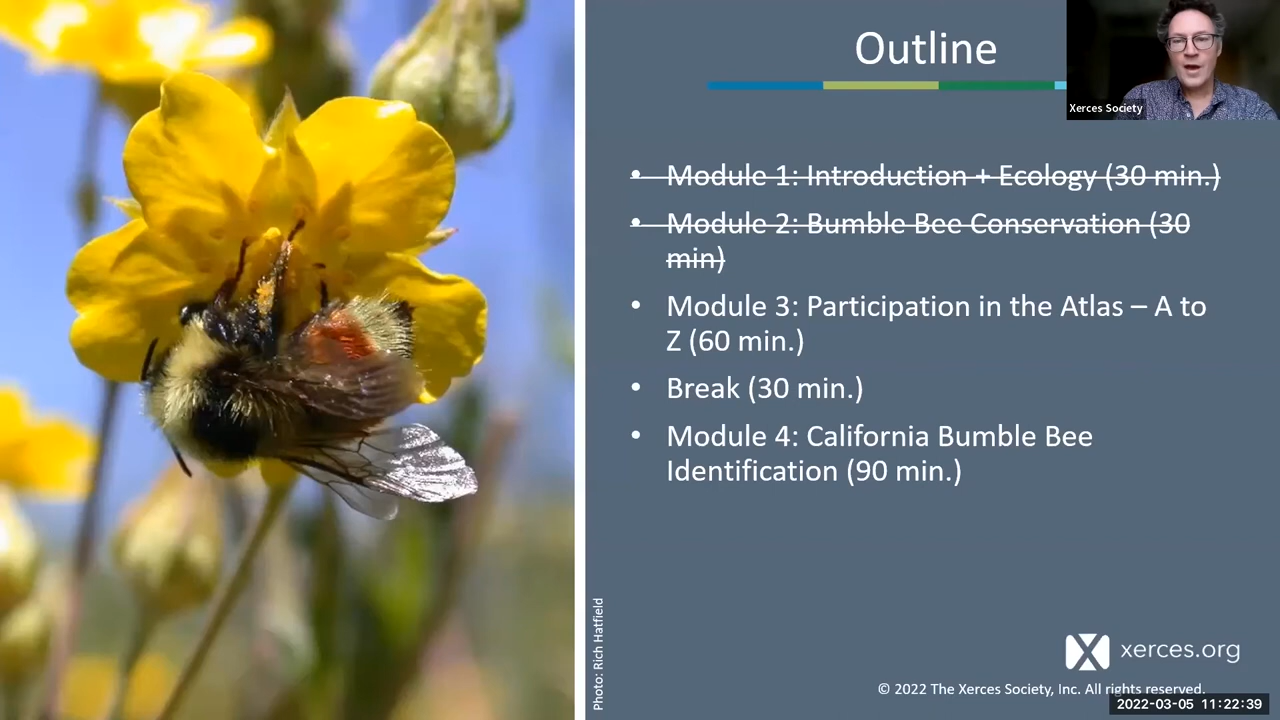 Outline
Xerces Society
• Module 1: Introduction + Ecology (30 min.)
• Module 2: Bumble Bee Conservation (30
min)
• Module 3: Participation in the Atlas – A to
Z (60 min.)
• Break (30 min.)
• Module 4: California Bumble Bee
Identification (90 min.)
Photo: Rich Hatfield
xerces.org
© 2022 The Xerces Society, Inc. All rights reserved.
2022-03-05 11:22:39